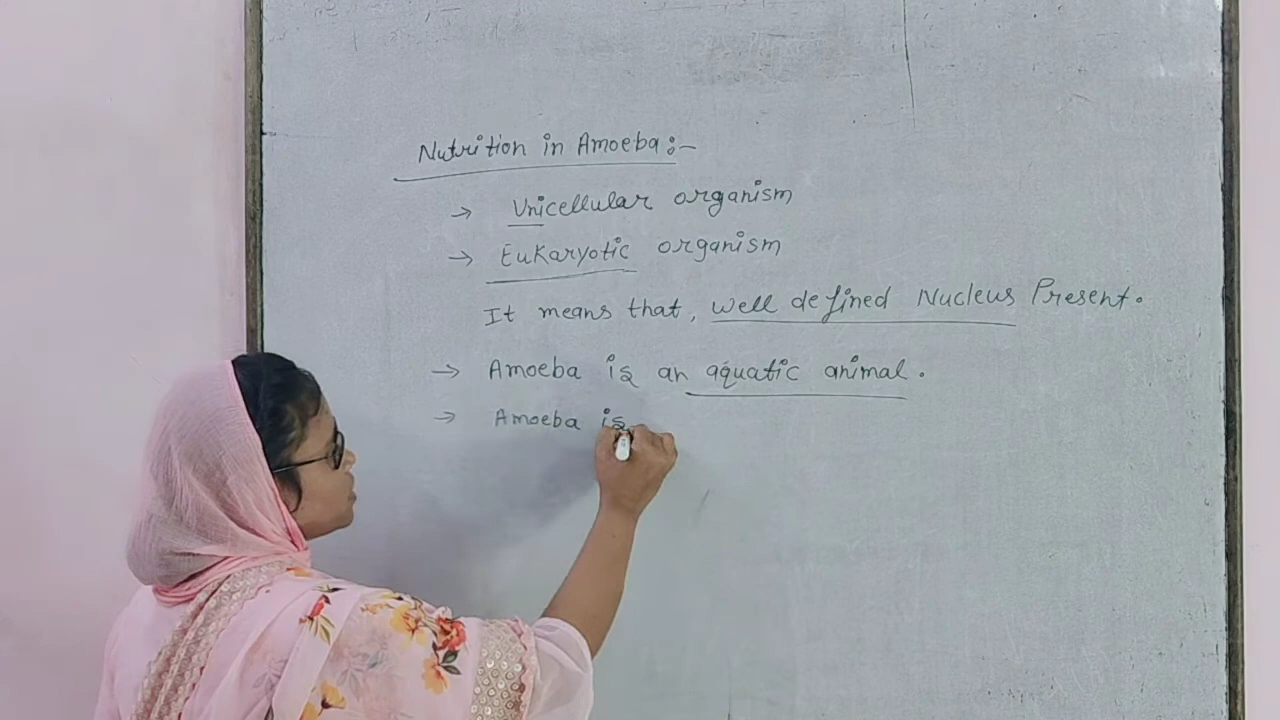 Nutrition in Amoeba :-
→ Unicellular organism
→ Eukaryotic organism
It means that, well defined Nucleus Present.
→ Amoeba is an aquatic animal.
→ Amoeba is